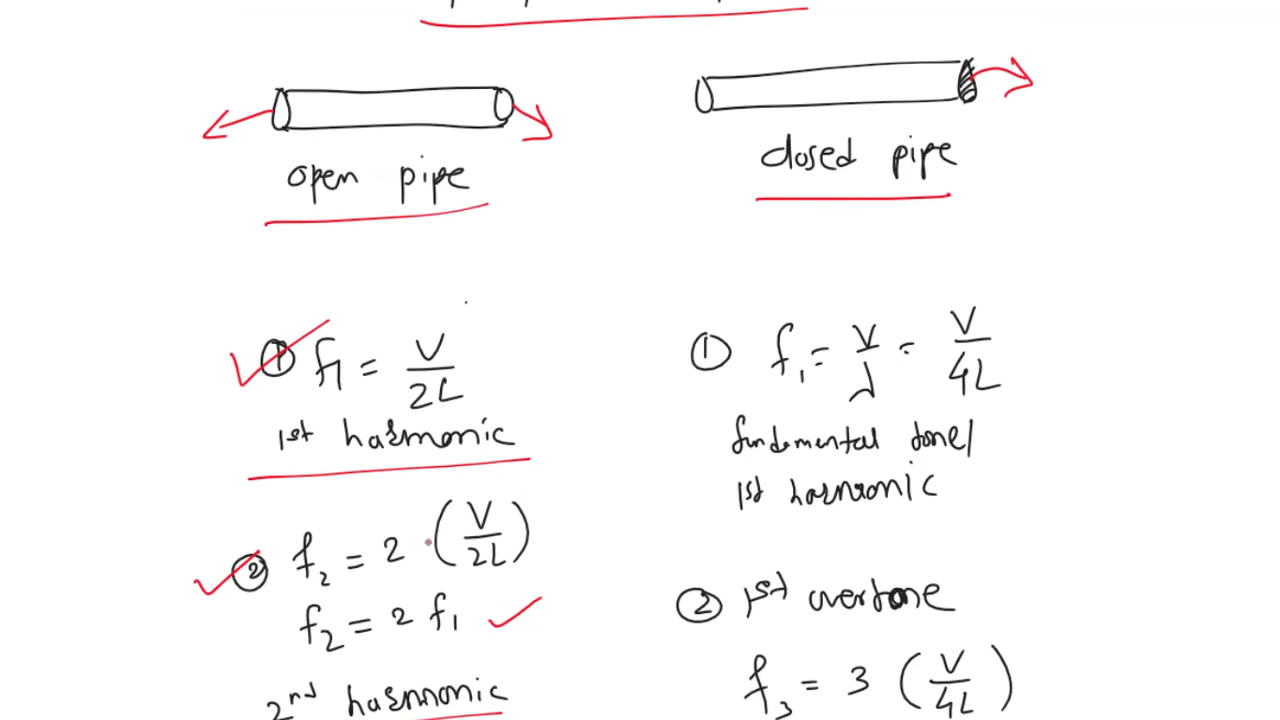 open pipe
closed pipe
① f1 = V/2L
1st harmonic
② f2 = 2 · (V/2L)
f2 = 2 f1
2nd harmonic
① f1 = V/λ = V/4L
fundamental tone/
1st harmonic
② 1st overtone
f3 = 3 (V/4L)